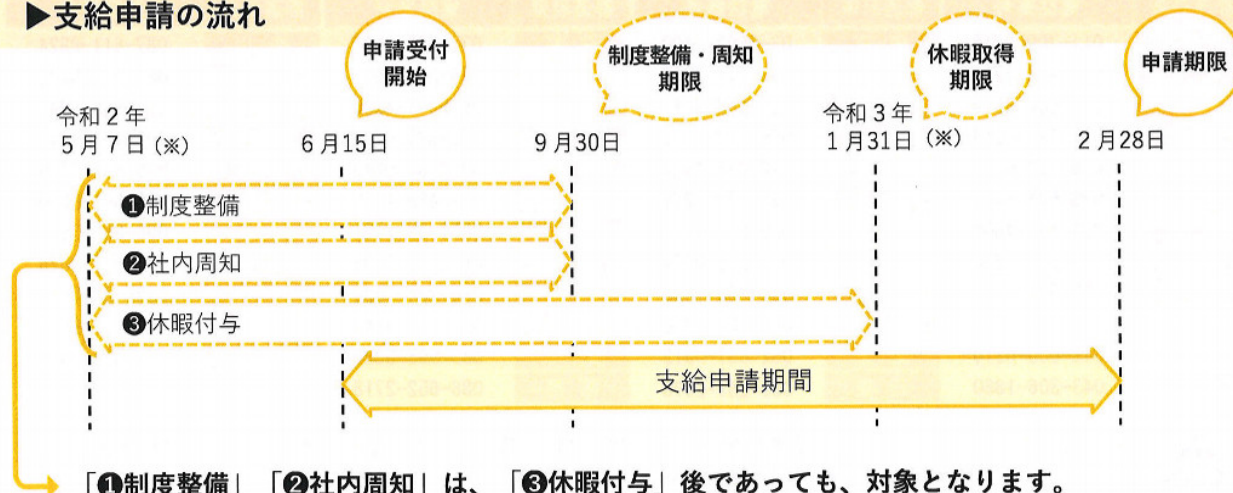 ▶支給申請の流れ
申請受付
開始
制度整備・周知
期限
休暇取得
期限
申請期限
令和2年
5月7日(※)
6月15日
9月30日
令和3年
1月31日(※)
2月28日
❶制度整備
❷社内周知
❸休暇付与
支給申請期間
「❶制度整備」「❷社内周知」は、「❸休暇付与」後であっても、対象となります。